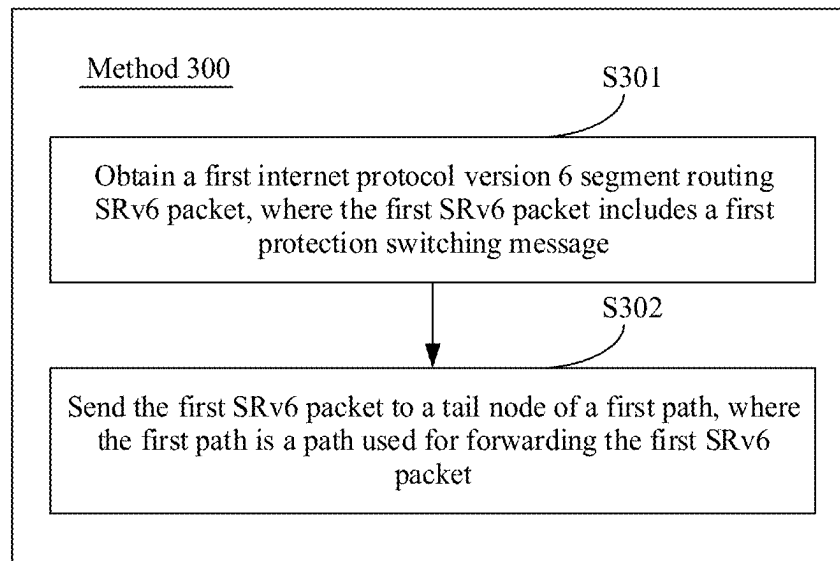 Method 300
S301
Obtain a first internet protocol version 6 segment routing
SRv6 packet, where the first SRv6 packet includes a first
protection switching message
S302
Send the first SRv6 packet to a tail node of a first path, where
the first path is a path used for forwarding the first SRv6
packet